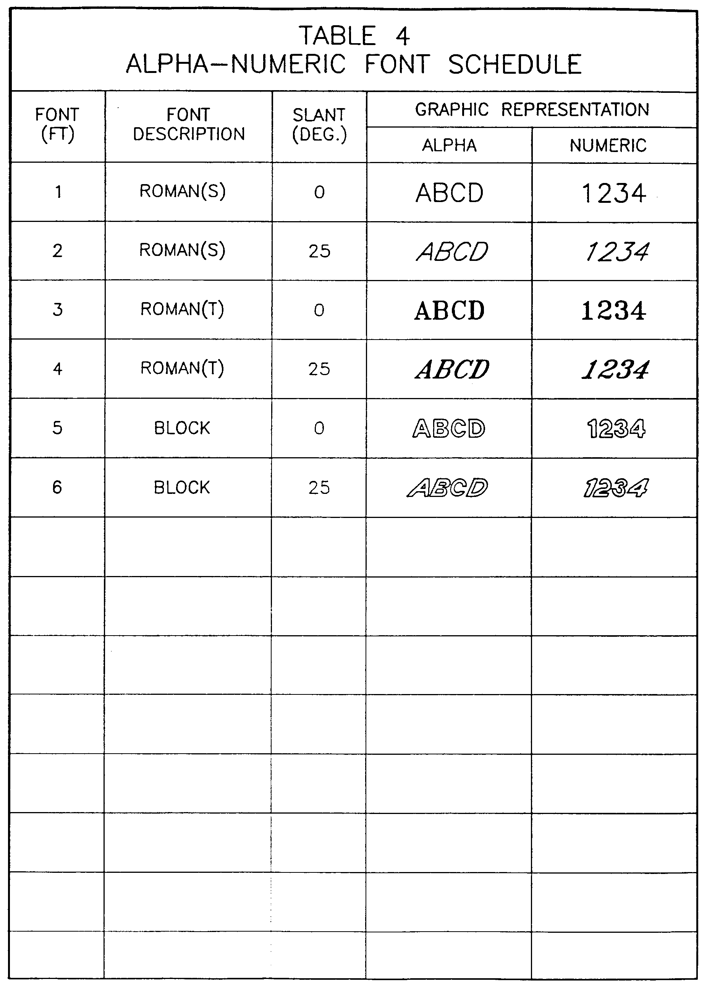 TABLE 4
ALPHA-NUMERIC FONT SCHEDULE
FONT (FT) FONT DESCRIPTION SLANT (DEG.) GRAPHIC REPRESENTATION
ALPHA NUMERIC
1 ROMAN(S) 0 ABCD 1234
2 ROMAN(S) 25 ABCD 1234
3 ROMAN(T) 0 ABCD 1234
4 ROMAN(T) 25 ABCD 1234
5 BLOCK 0 ABCD 1234
6 BLOCK 25 ABCD 1234